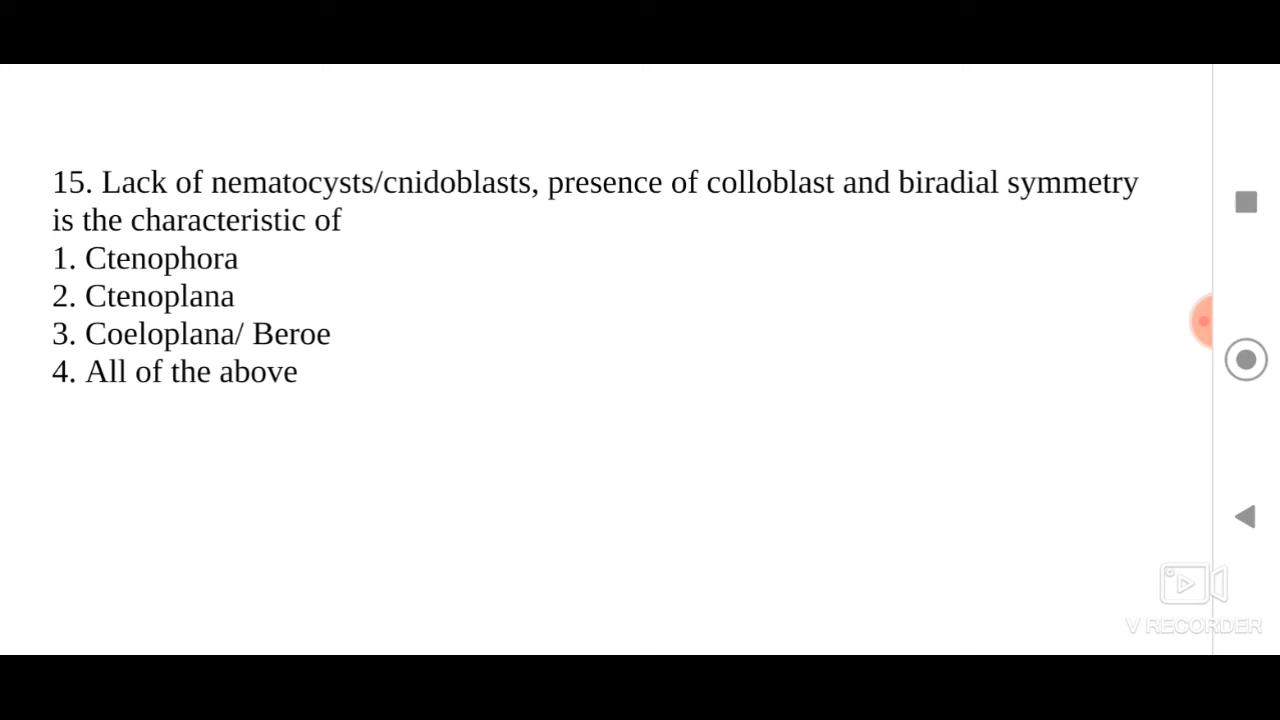 15. Lack of nematocysts/cnidoblasts, presence of colloblast and biradial symmetry
is the characteristic of
1. Ctenophora
2. Ctenoplana
3. Coeloplana/ Beroe
4. All of the above
V RECORDER